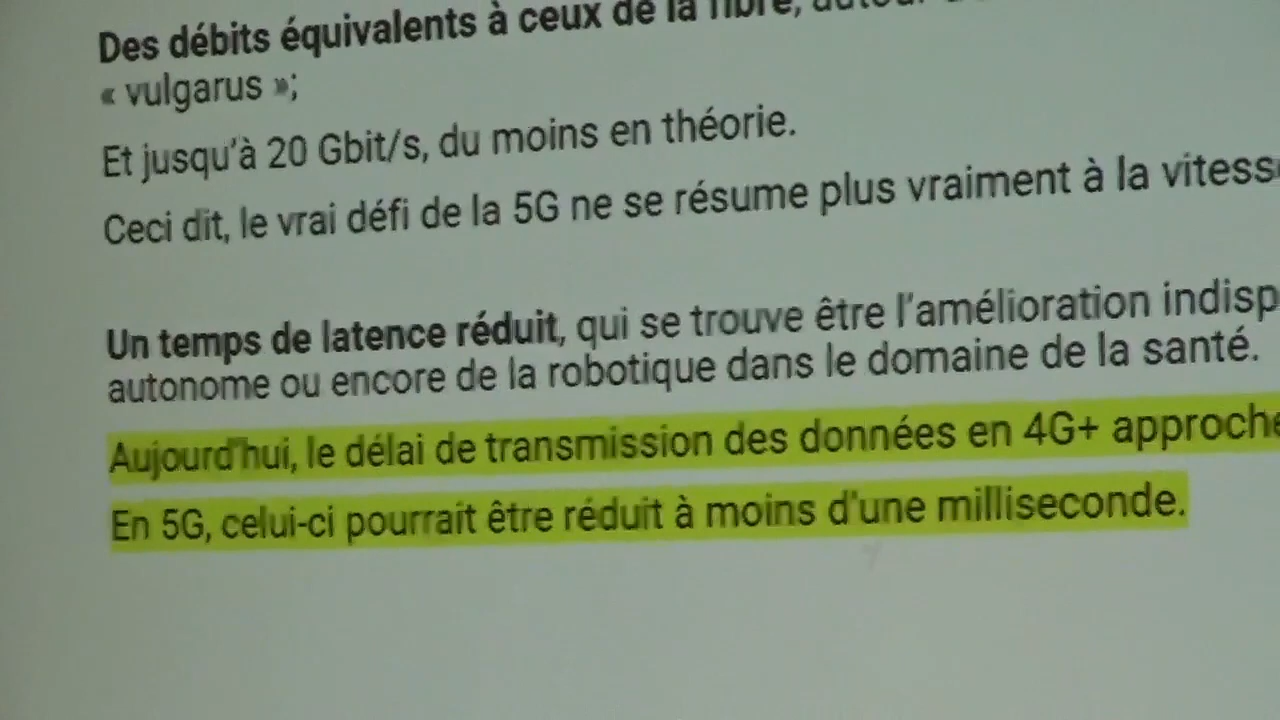 Des débits équivalents à ceux de la fibre,
« vulgarus »;
Et jusqu'à 20 Gbit/s, du moins en théorie.
Ceci dit, le vrai défi de la 5G ne se résume plus vraiment à la vitess
Un temps de latence réduit, qui se trouve être l'amélioration indisp
autonome ou encore de la robotique dans le domaine de la santé.
Aujourd'hui, le délai de transmission des données en 4G+ approche
En 5G, celui-ci pourrait être réduit à moins d'une milliseconde.